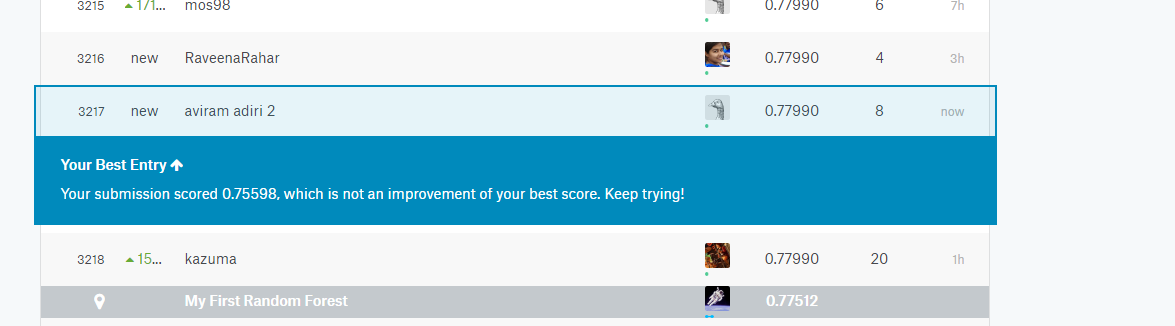 3215 171... mos98 0.77990 6 7h
3216 new RaveenaRahar 0.77990 4 3h
3217 new aviram adiri 2 0.77990 8 now
Your Best Entry
Your submission scored 0.75598, which is not an improvement of your best score. Keep trying!
3218 15... kazuma 0.77990 20 1h
My First Random Forest 0.77512